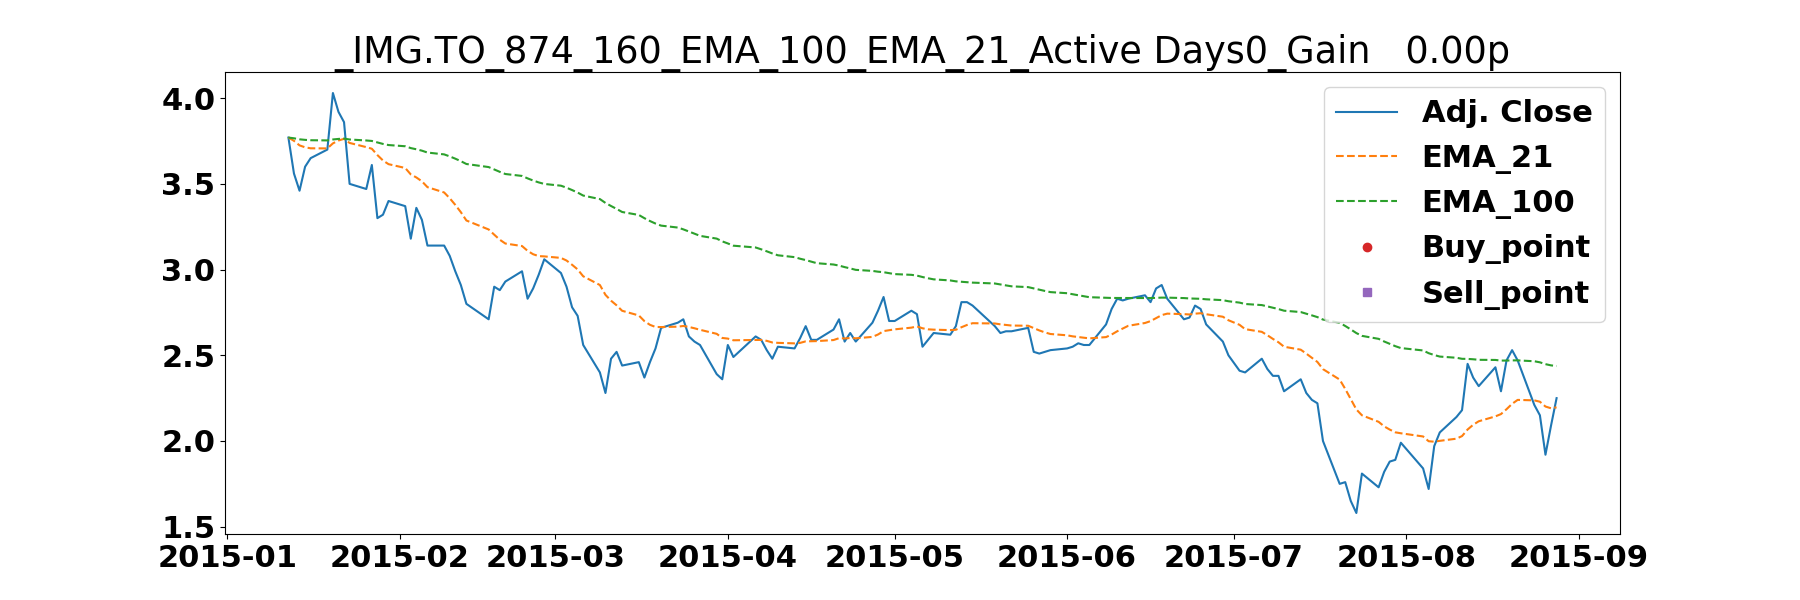 _IMG.TO_874_160_EMA_100_EMA_21_Active Days0_Gain   0.00p
Adj. Close
EMA_21
EMA_100
Buy_point
Sell_point
4.0
3.5
3.0
2.5
2.0
1.5
2015-01 2015-02 2015-03 2015-04 2015-05 2015-06 2015-07 2015-08 2015-09